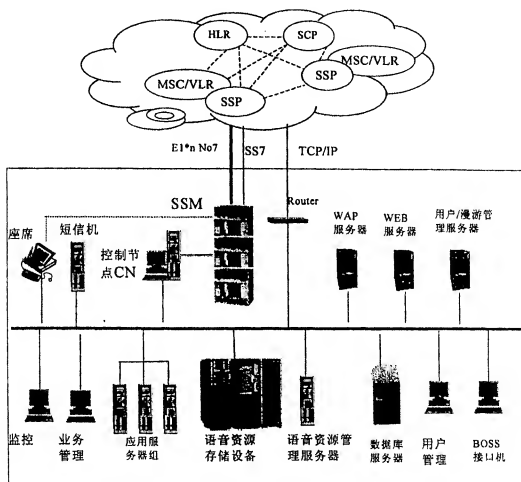 HLR
SCP
MSC/VLR
SSP
MSC/VLR
SSP
E1*n No7
SS7
TCP/IP
SSM
Router
座席
短信机
控制节
点CN
WAP
服务器
WEB
服务器
用户/漫游管
理服务器
监控
业务
管理
应用服
务器组
语音资源
存储设备
语音资源管
理服务器
数据库
服务器
用户
管理
BOSS
接口机